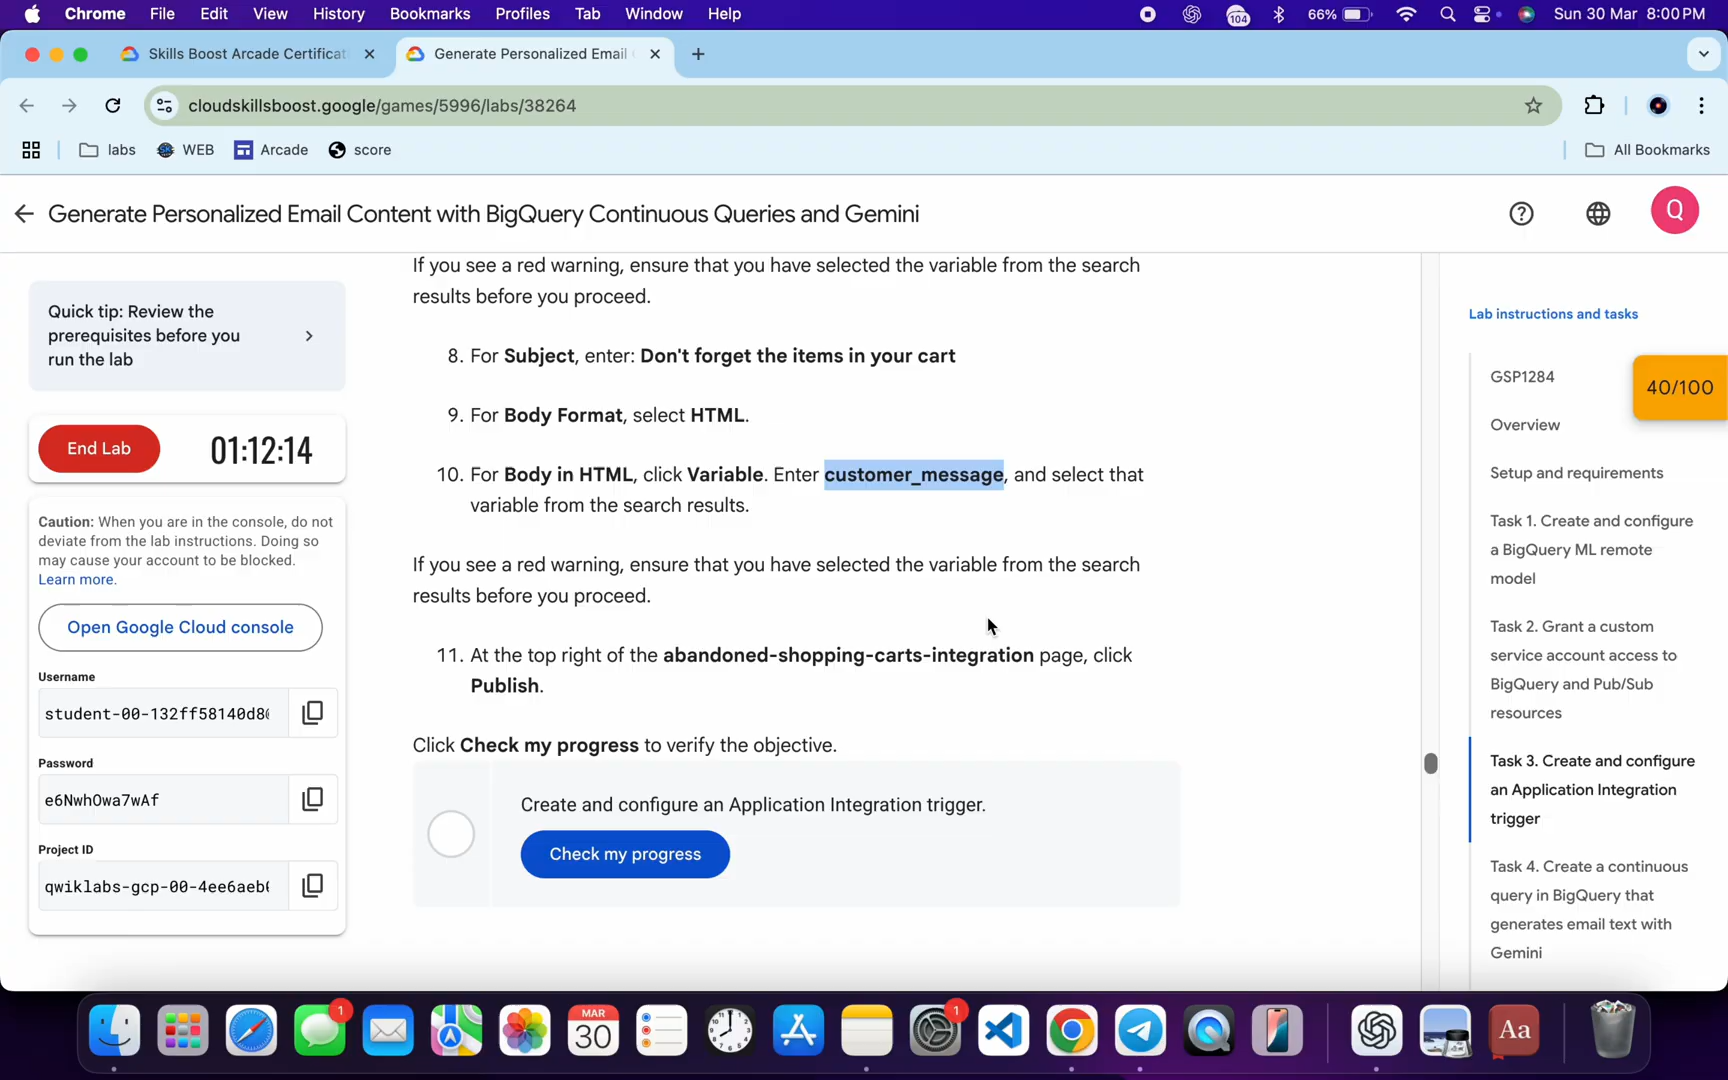 Chrome File Edit View History Bookmarks Profiles Tab Window Help 104 66% Sun 30 Mar 8:00 PM
Skills Boost Arcade Certificat Generate Personalized Email
cloudskillsboost.google/games/5996/labs/38264
labs WEB Arcade score All Bookmarks
Generate Personalized Email Content with BigQuery Continuous Queries and Gemini
Q
Quick tip: Review the
prerequisites before you
run the lab
End Lab 01:12:14
Caution: When you are in the console, do not
deviate from the lab instructions. Doing so
may cause your account to be blocked.
Learn more.
Open Google Cloud console
Username
student-00-132ff58140d80
Password
e6NwhOwa7wAf
Project ID
qwiklabs-gcp-00-4ee6aeb0
If you see a red warning, ensure that you have selected the variable from the search
results before you proceed.
8. For Subject, enter: Don't forget the items in your cart
9. For Body Format, select HTML.
10. For Body in HTML, click Variable. Enter customer_message, and select that
variable from the search results.
If you see a red warning, ensure that you have selected the variable from the search
results before you proceed.
11. At the top right of the abandoned-shopping-carts-integration page, click
Publish.
Click Check my progress to verify the objective.
Create and configure an Application Integration trigger.
Check my progress
Lab instructions and tasks
GSP1284
40/100
Overview
Setup and requirements
Task 1. Create and configure
a BigQuery ML remote
model
Task 2. Grant a custom
service account access to
BigQuery and Pub/Sub
resources
Task 3. Create and configure
an Application Integration
trigger
Task 4. Create a continuous
query in BigQuery that
generates email text with
Gemini
1
MAR
30
1
Aa